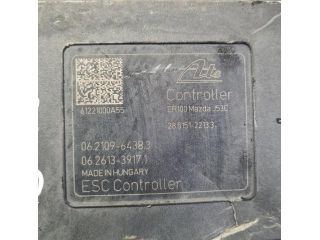 Ate
Controller
61221000A55
ER100 Mazda J53C
28.5151-2213.3
06.2109-6438.3
06.2613-3917.1
MADE IN HUNGARY
ESC Controller